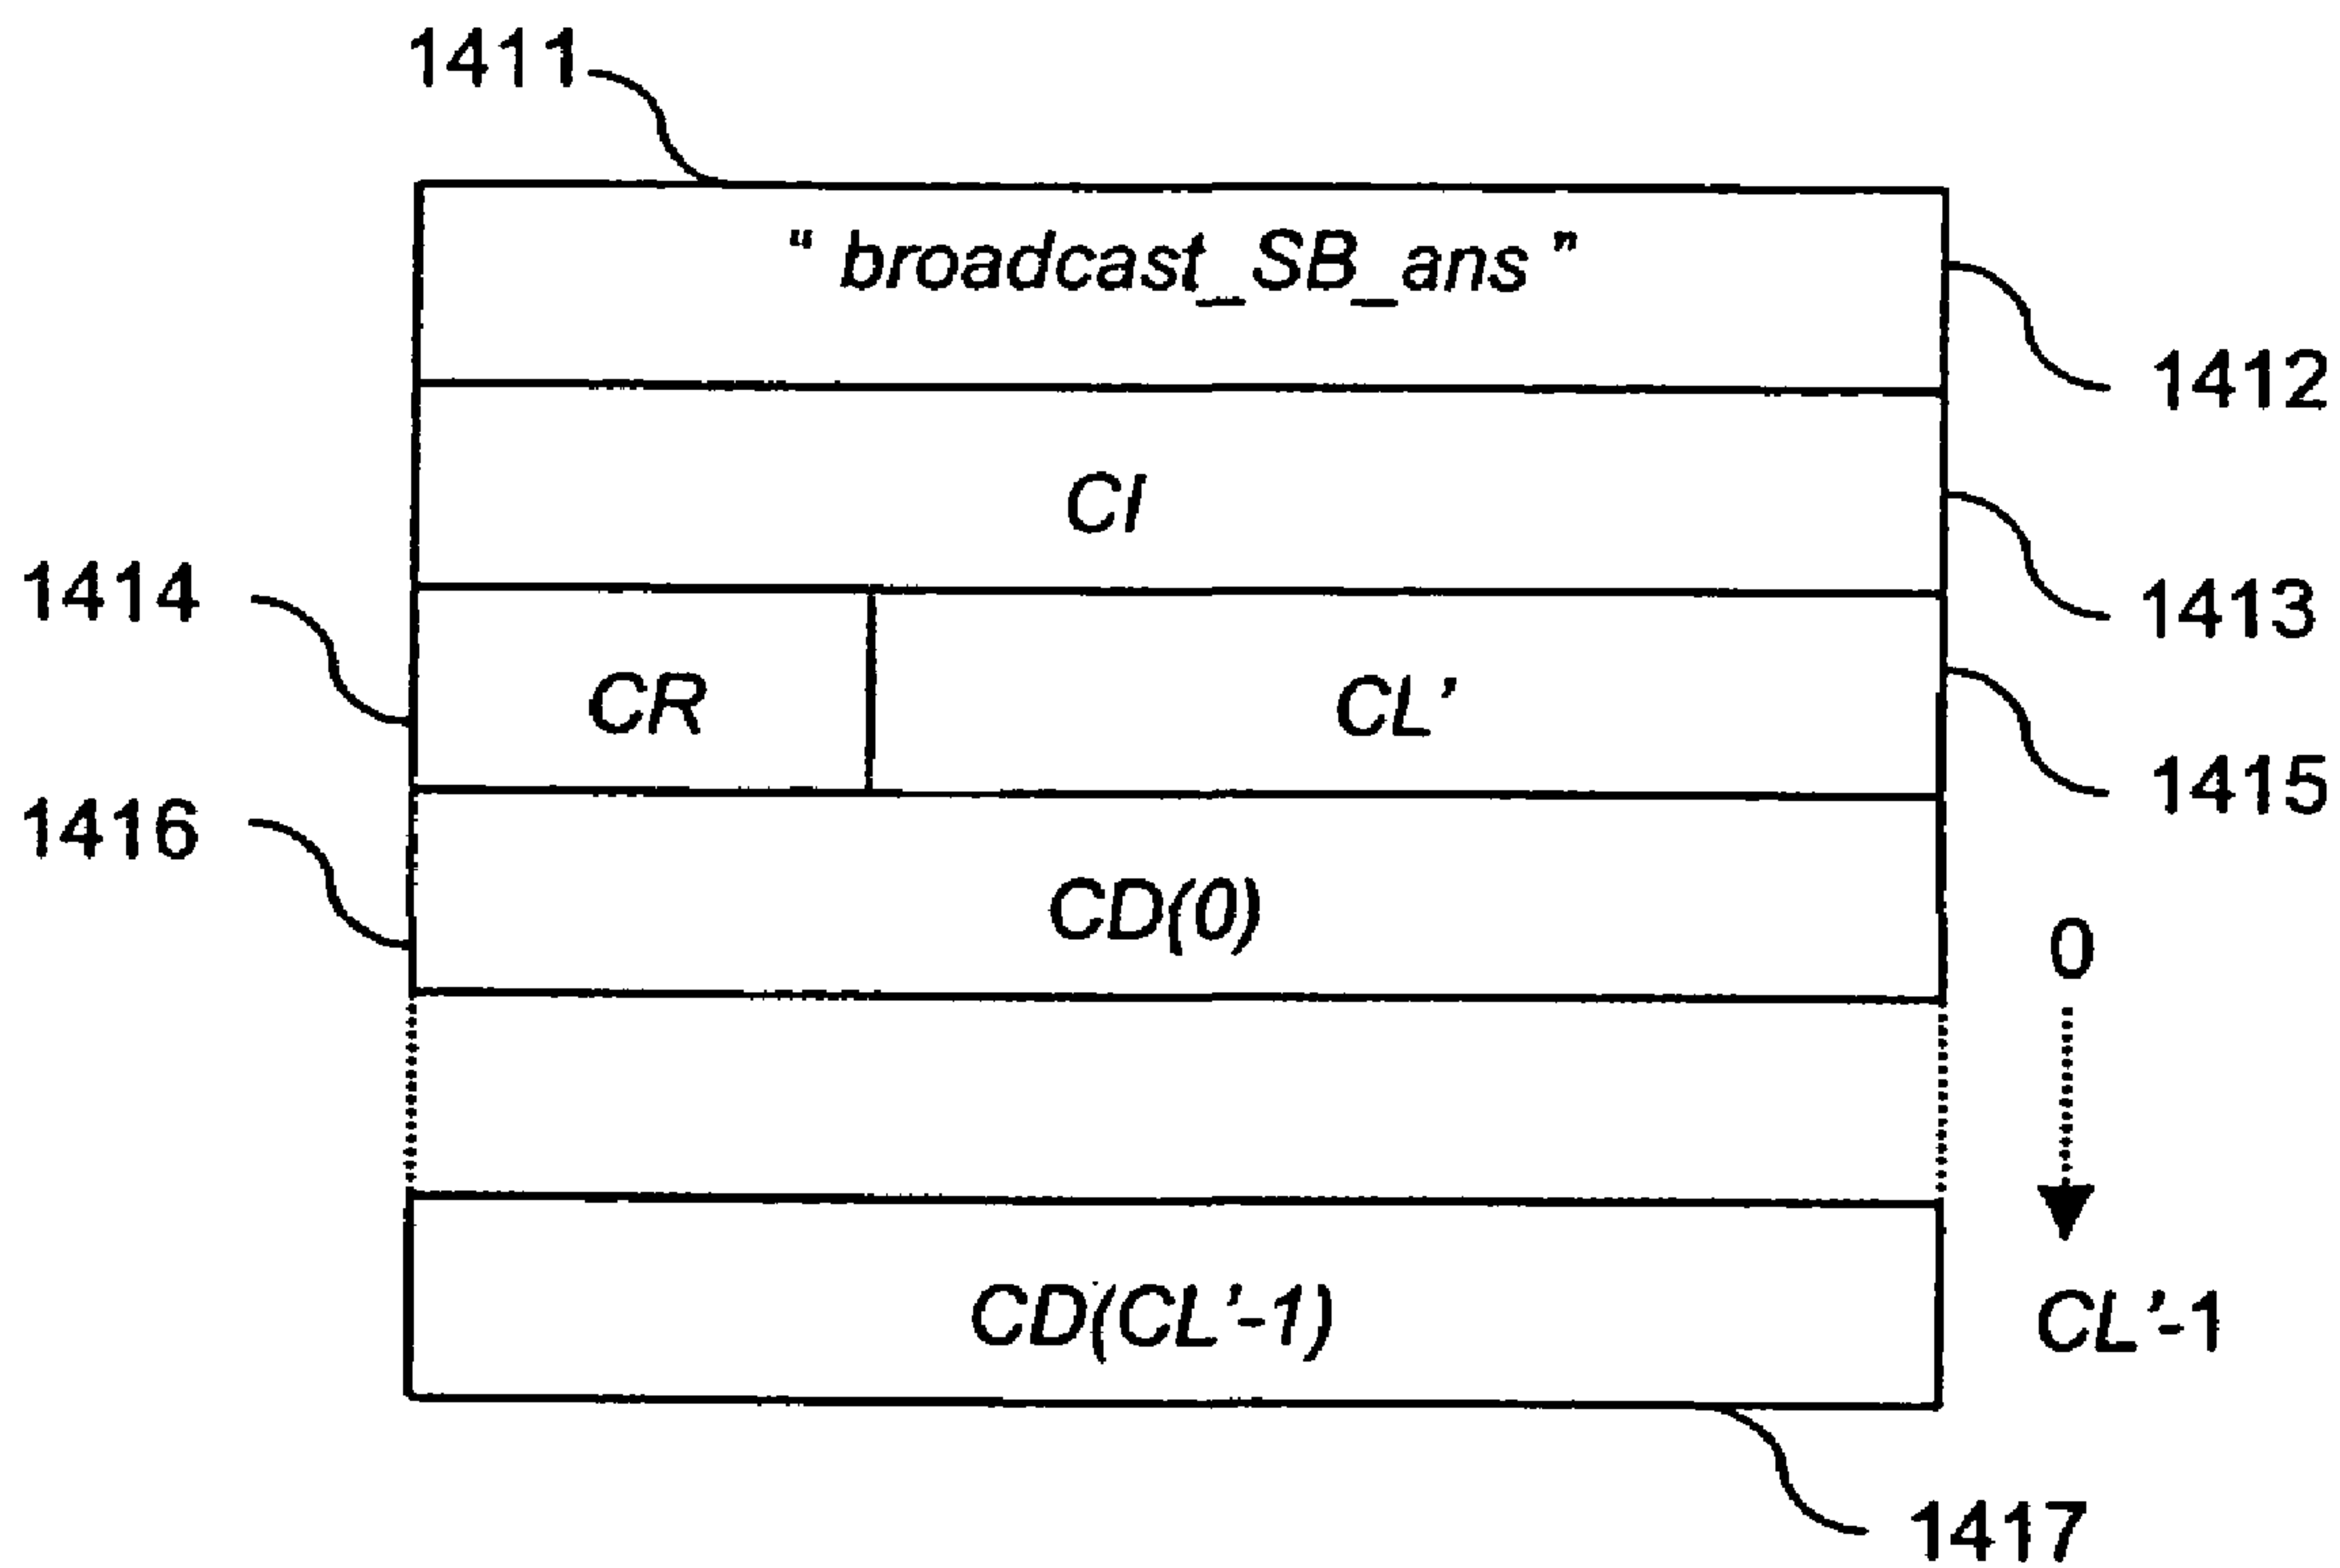 1411
“ broadcast_SB_ans ”
1412
CI
1413
1414
CR
CL’
1415
1416
CD(0)
0
CD(CL’-1)
CL’-1
1417